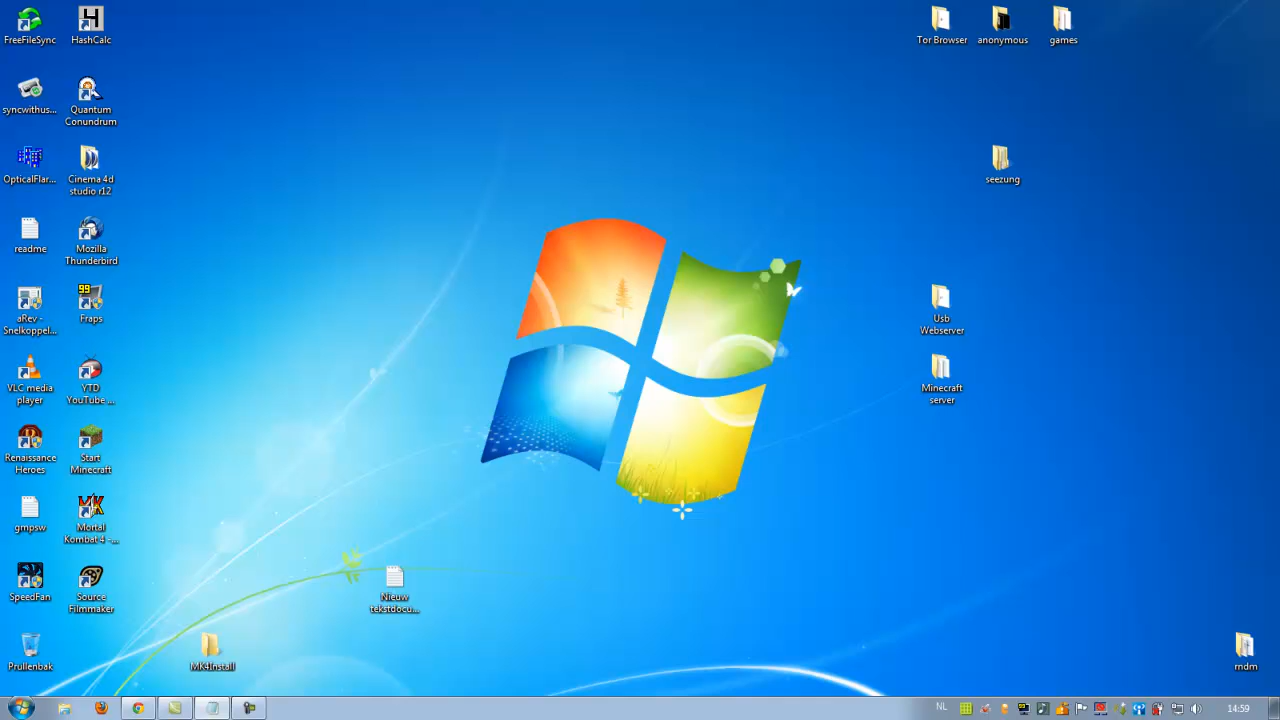 FreeFileSync
HashCalc
Tor Browser
anonymous
games
syncwithus...
Quantum
Conundrum
OpticalFlar...
Cinema 4d
studio r12
seezung
readme
Mozilla
Thunderbird
aRev -
Snelkoppel...
99
Fraps
Usb
Webserver
VLC media
player
YTD
YouTube ...
Minecraft
server
Renaissance
Heroes
Start
Minecraft
gmpsw
Mortal
Kombat 4 -...
SpeedFan
Source
Filmmaker
Nieuw
tekstdocu...
Prullenbak
MK4Install
rndm
NL
14:59